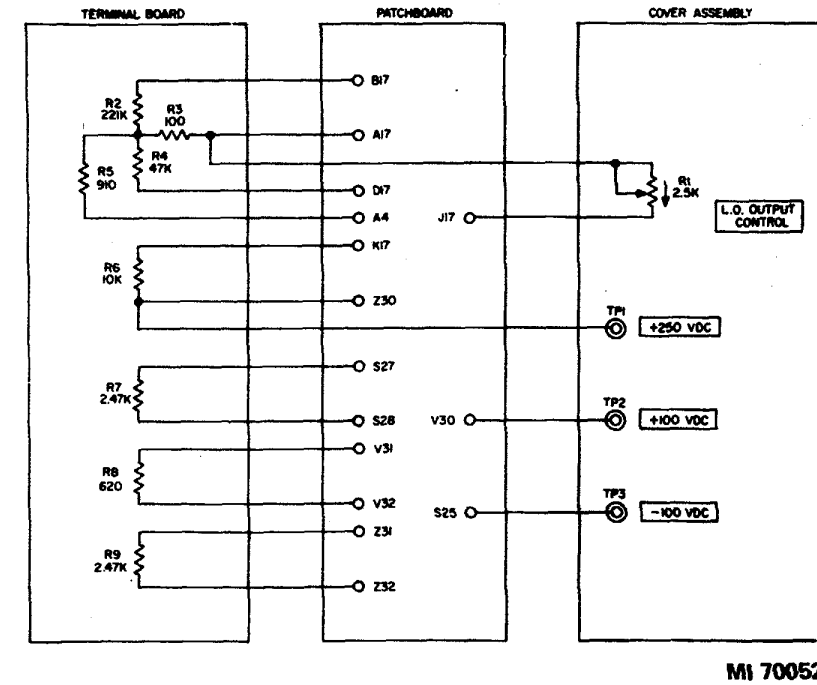 TERMINAL BOARD
PATCHBOARD
COVER ASSEMBLY
B17
R2
221K
R3
100
A17
R4
47K
R5
910
D17
A4
J17
R1
2.5K
L.O. OUTPUT
CONTROL
K17
R6
10K
Z30
TP1
+250 VDC
S27
R7
2.47K
S28
V30
TP2
+100 VDC
V31
R8
620
V32
S25
TP3
-100 VDC
Z31
R9
2.47K
Z32
MI 70052